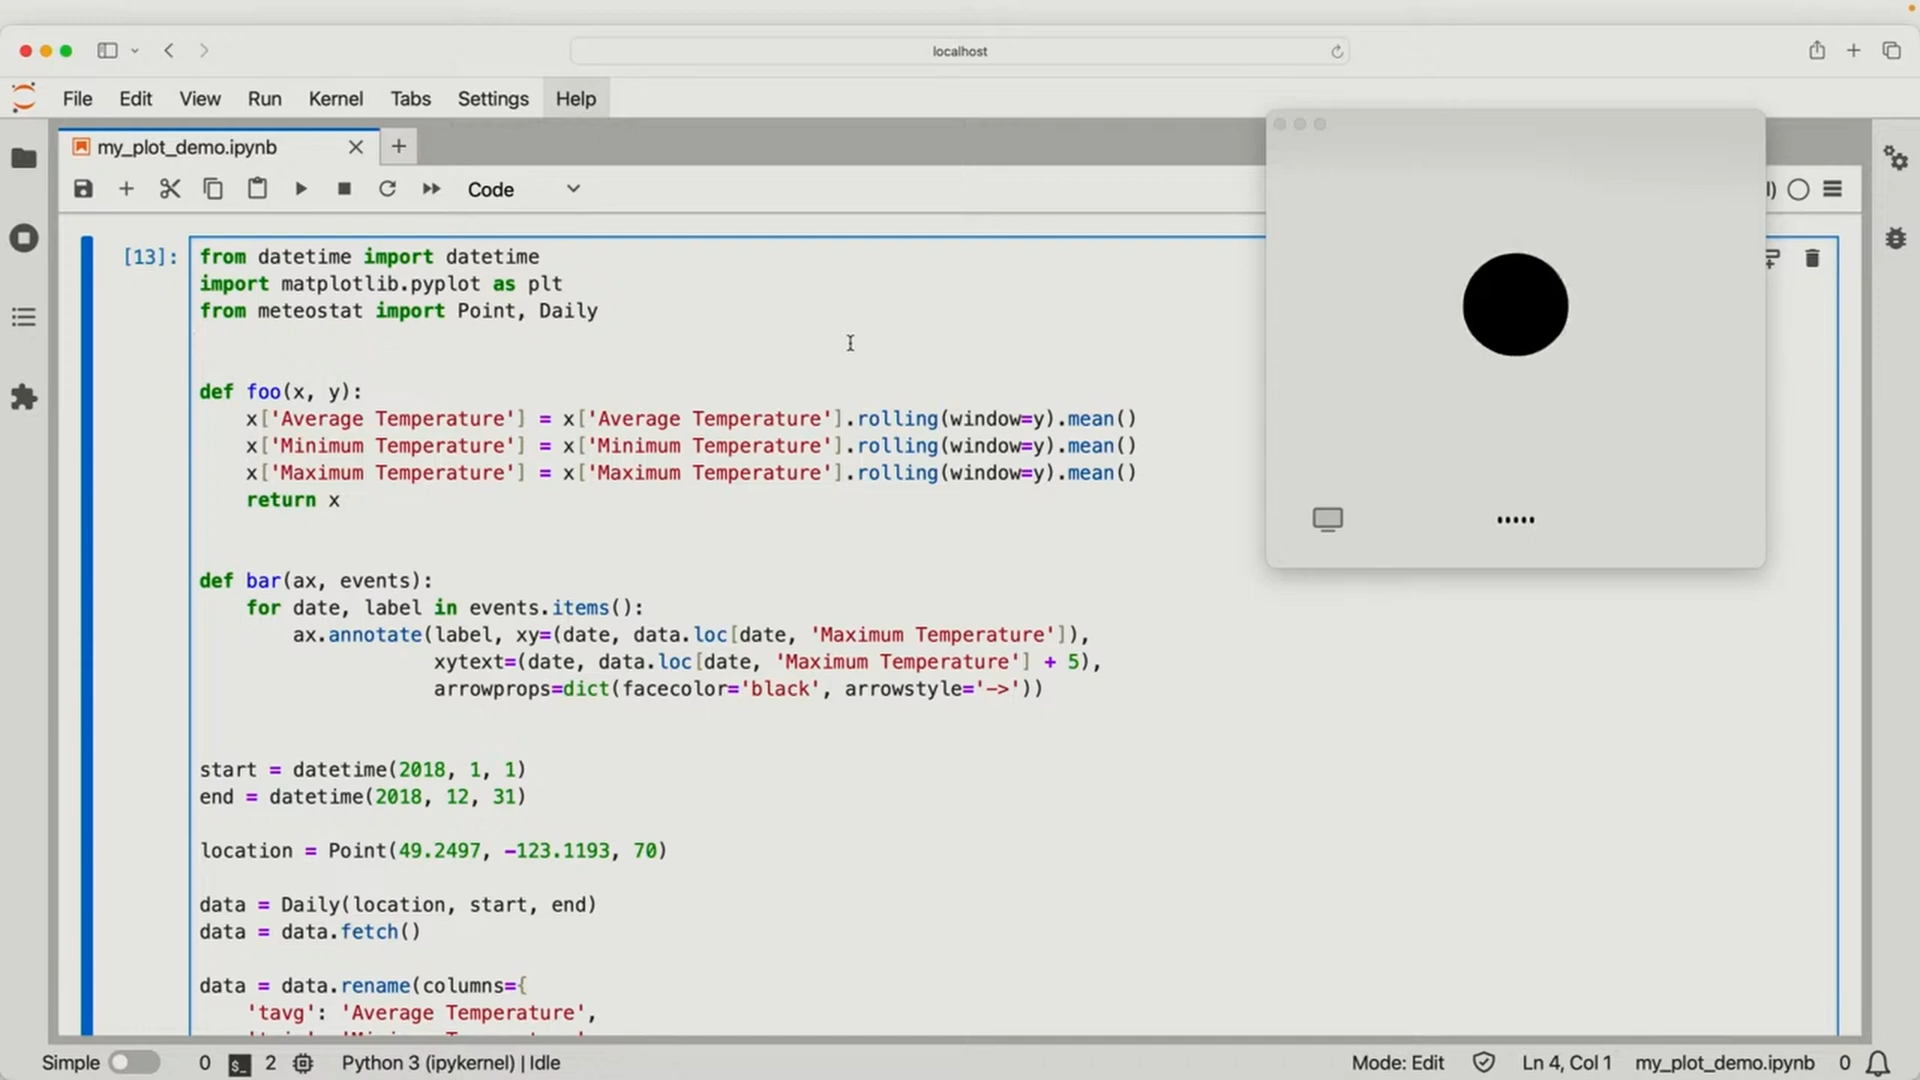 localhost
File Edit View Run Kernel Tabs Settings Help
my_plot_demo.ipynb
Code
[13]:
from datetime import datetime
import matplotlib.pyplot as plt
from meteostat import Point, Daily
def foo(x, y):
    x['Average Temperature'] = x['Average Temperature'].rolling(window=y).mean()
    x['Minimum Temperature'] = x['Minimum Temperature'].rolling(window=y).mean()
    x['Maximum Temperature'] = x['Maximum Temperature'].rolling(window=y).mean()
    return x
def bar(ax, events):
    for date, label in events.items():
        ax.annotate(label, xy=(date, data.loc[date, 'Maximum Temperature']),
                    xytext=(date, data.loc[date, 'Maximum Temperature'] + 5),
                    arrowprops=dict(facecolor='black', arrowstyle='->'))
start = datetime(2018, 1, 1)
end = datetime(2018, 12, 31)
location = Point(49.2497, -123.1193, 70)
data = Daily(location, start, end)
data = data.fetch()
data = data.rename(columns={
    'tavg': 'Average Temperature',
Simple 0 $_ 2 Python 3 (ipykernel) | Idle Mode: Edit Ln 4, Col 1 my_plot_demo.ipynb 0